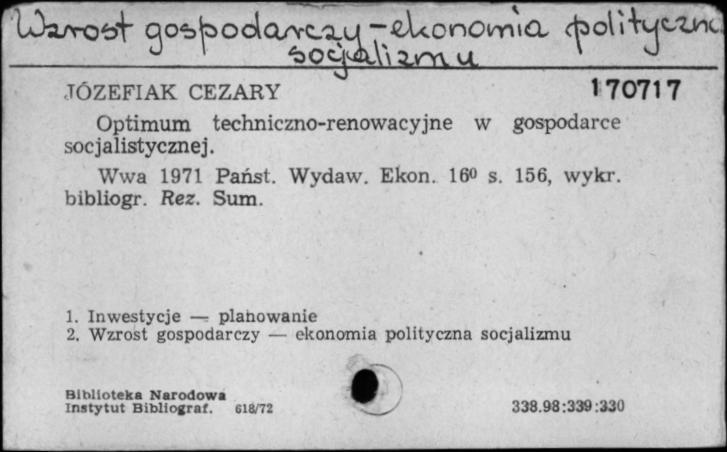 Wzrost gospodarczy – ekonomia polityczna
socjalizmu
JÓZEFIAK CEZARY 170717
Optimum techniczno-renowacyjne w gospodarce
socjalistycznej.
Wwa 1971 Państ. Wydaw. Ekon. 16⁰ s. 156, wykr.
bibliogr. Rez. Sum.
1. Inwestycje — planowanie
2. Wzrost gospodarczy — ekonomia polityczna socjalizmu
Biblioteka Narodowa
Instytut Bibliograf. 618/72 338.98:339:330